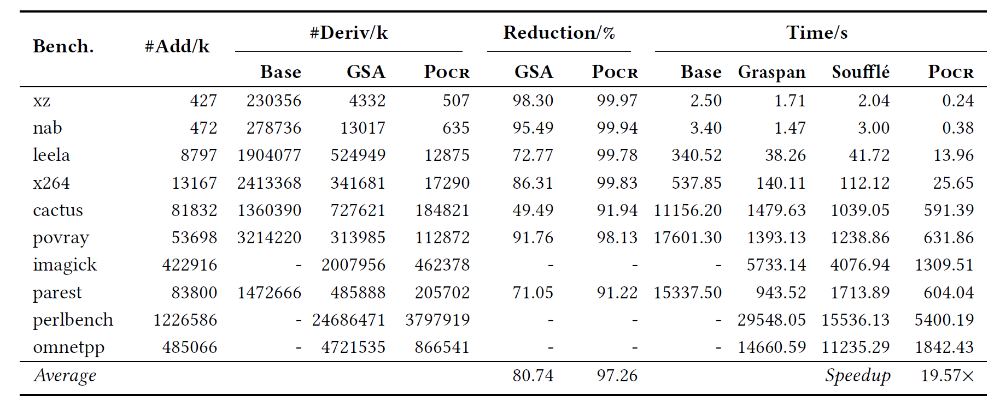 Bench. #Add/k #Deriv/k Reduction/% Time/s
Base GSA Pocr GSA Pocr Base Graspan Soufflé Pocr
xz 427 230356 4332 507 98.30 99.97 2.50 1.71 2.04 0.24
nab 472 278736 13017 635 95.49 99.94 3.40 1.47 3.00 0.38
leela 8797 1904077 524949 12875 72.77 99.78 340.52 38.26 41.72 13.96
x264 13167 2413368 341681 17290 86.31 99.83 537.85 140.11 112.12 25.65
cactus 81832 1360390 727621 184821 49.49 91.94 11156.20 1479.63 1039.05 591.39
povray 53698 3214220 313985 112872 91.76 98.13 17601.30 1393.13 1238.86 631.86
imagick 422916 - 2007956 462378 - - - 5733.14 4076.94 1309.51
parest 83800 1472666 485888 205702 71.05 91.22 15337.50 943.52 1713.89 604.04
perlbench 1226586 - 24686471 3797919 - - - 29548.05 15536.13 5400.19
omnetpp 485066 - 4721535 866541 - - - 14660.59 11235.29 1842.43
Average 80.74 97.26 Speedup 19.57×